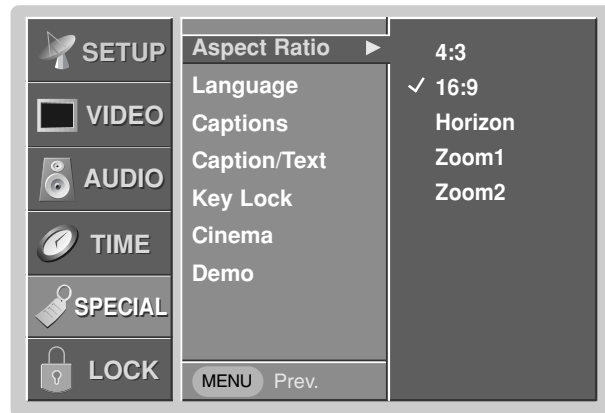 SETUP
VIDEO
AUDIO
TIME
SPECIAL
LOCK
Aspect Ratio
Language
Captions
Caption/Text
Key Lock
Cinema
Demo
MENU Prev.
4:3
16:9
Horizon
Zoom1
Zoom2